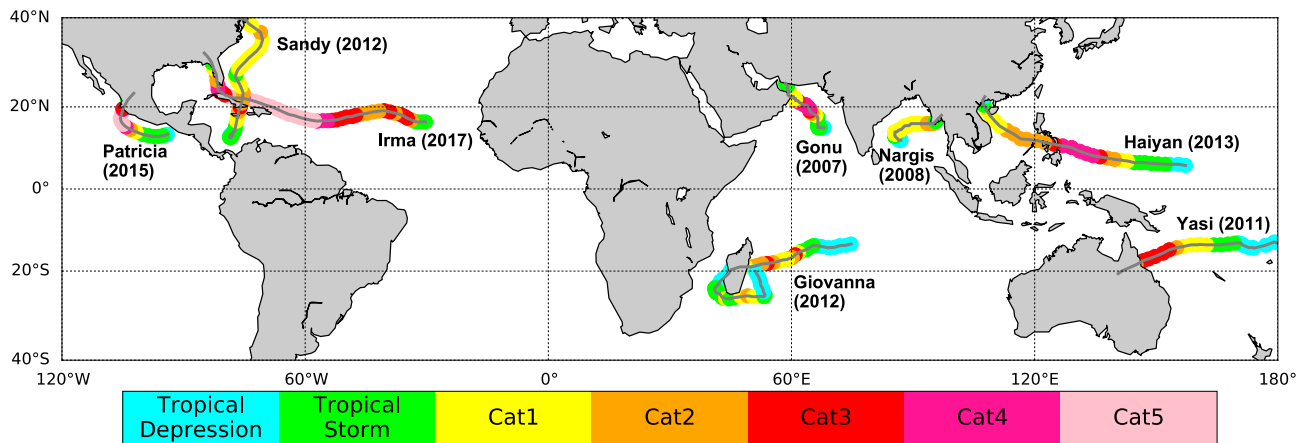 40°N
20°N
0°
20°S
40°S
Sandy (2012)
Patricia
(2015)
Irma
(2017)
Gonu
(2007)
Nargis
(2008)
Haiyan (2013)
Yasi (2011)
Giovanna
(2012)
120°W
60°W
0°
60°E
120°E
180°
Tropical
Depression
Tropical
Storm
Cat1
Cat2
Cat3
Cat4
Cat5